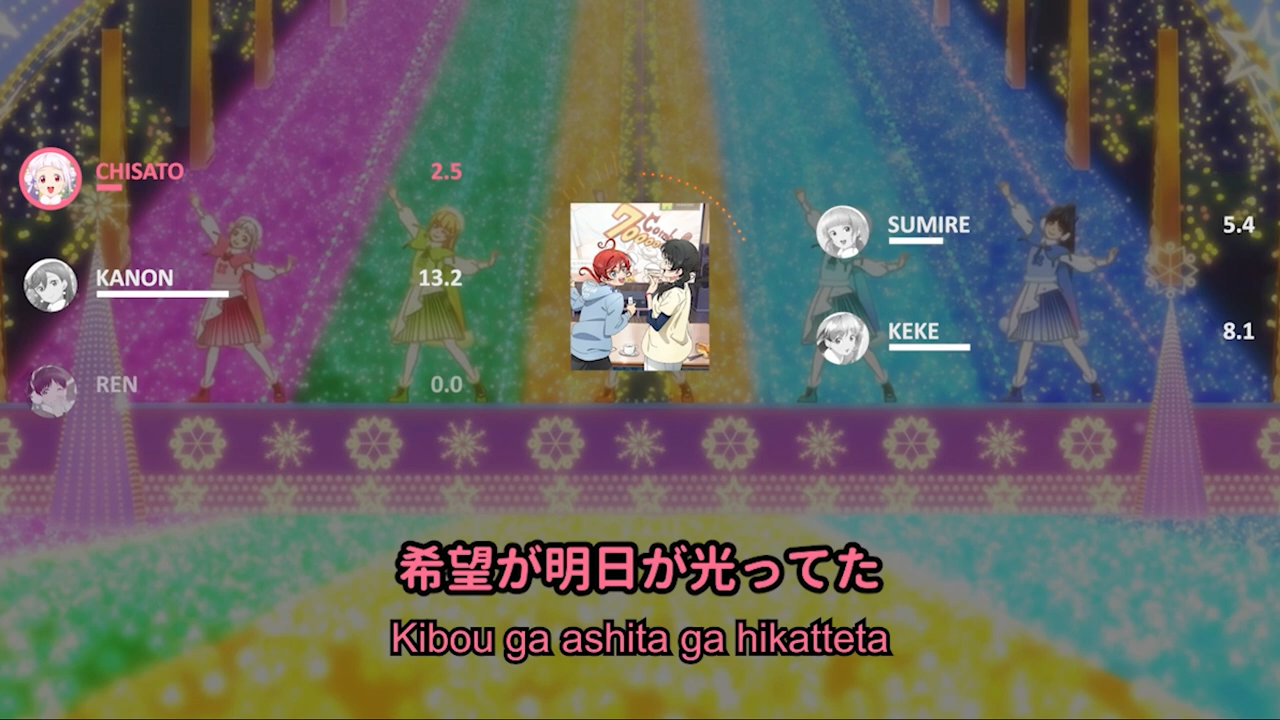 CHISATO
2.5
KANON
13.2
REN
0.0
SUMIRE
5.4
KEKE
8.1
希望が明日が光ってた
Kibou ga ashita ga hikatteta